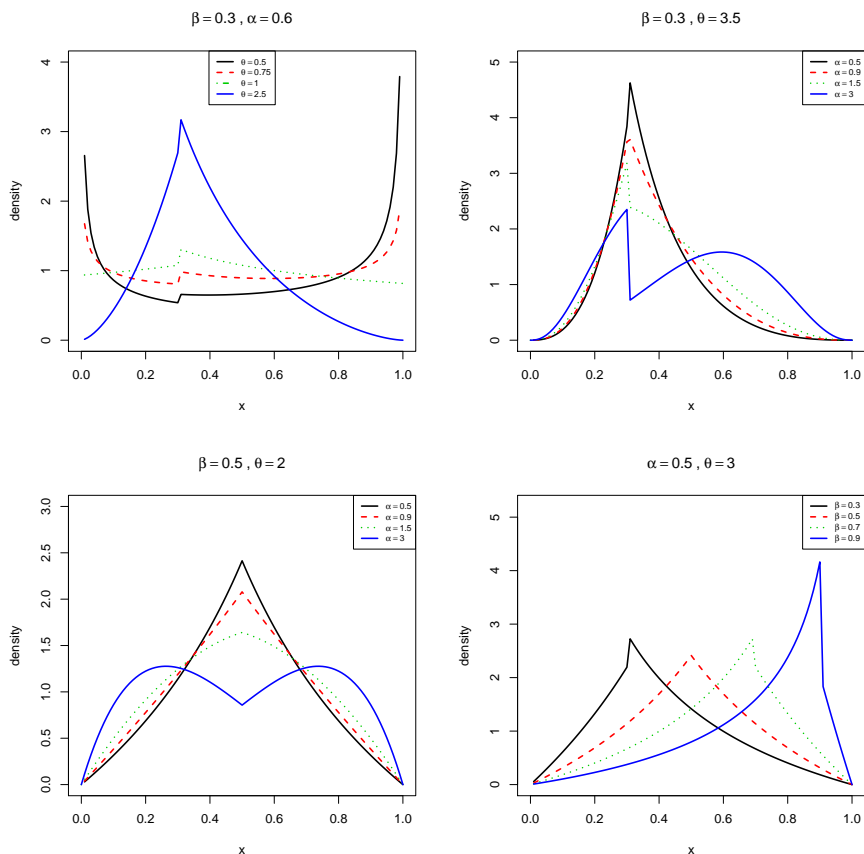 β = 0.3 , α = 0.6
density
4
3
2
1
0
θ = 0.5
θ = 0.75
θ = 1
θ = 2.5
0.0 0.2 0.4 0.6 0.8 1.0
x
β = 0.3 , θ = 3.5
density
5
4
3
2
1
0
α = 0.5
α = 0.9
α = 1.5
α = 3
0.0 0.2 0.4 0.6 0.8 1.0
x
β = 0.5 , θ = 2
density
3.0
2.5
2.0
1.5
1.0
0.5
0.0
α = 0.5
α = 0.9
α = 1.5
α = 3
0.0 0.2 0.4 0.6 0.8 1.0
x
α = 0.5 , θ = 3
density
5
4
3
2
1
0
β = 0.3
β = 0.5
β = 0.7
β = 0.9
0.0 0.2 0.4 0.6 0.8 1.0
x